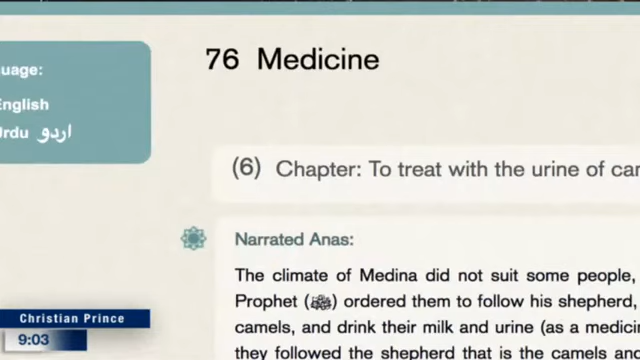 76 Medicine
uage:
English
Urdu اردو
(6) Chapter: To treat with the urine of
Narrated Anas:
The climate of Medina did not suit some people,
Prophet (ﷺ) ordered them to follow his shepherd,
camels, and drink their milk and urine (as a
they followed the shepherd that is the camels and
Christian Prince
9:03